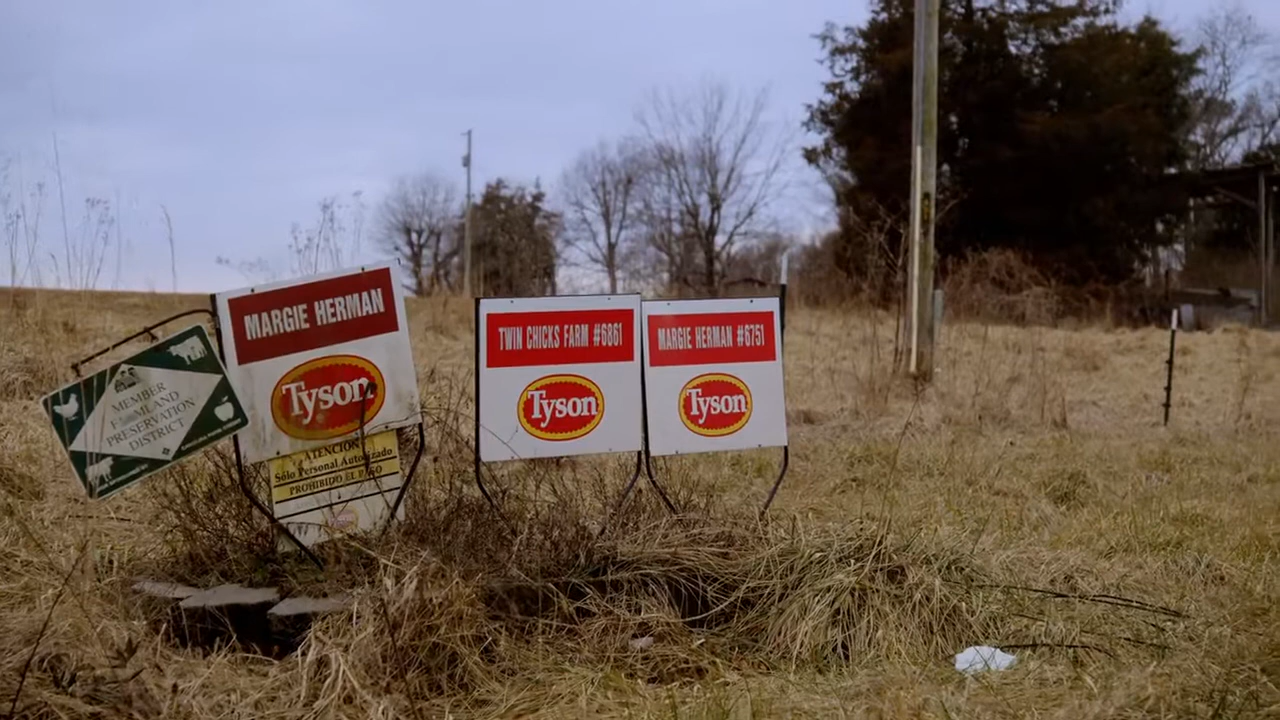 MARGIE HERMAN
Tyson
MEMBER
PRESERVATION
DISTRICT
ATENCION
Sólo Personal Autorizado
PROHIBIDO EL PASO
TWIN CHICKS FARM #6861
Tyson
MARGIE HERMAN #6751
Tyson